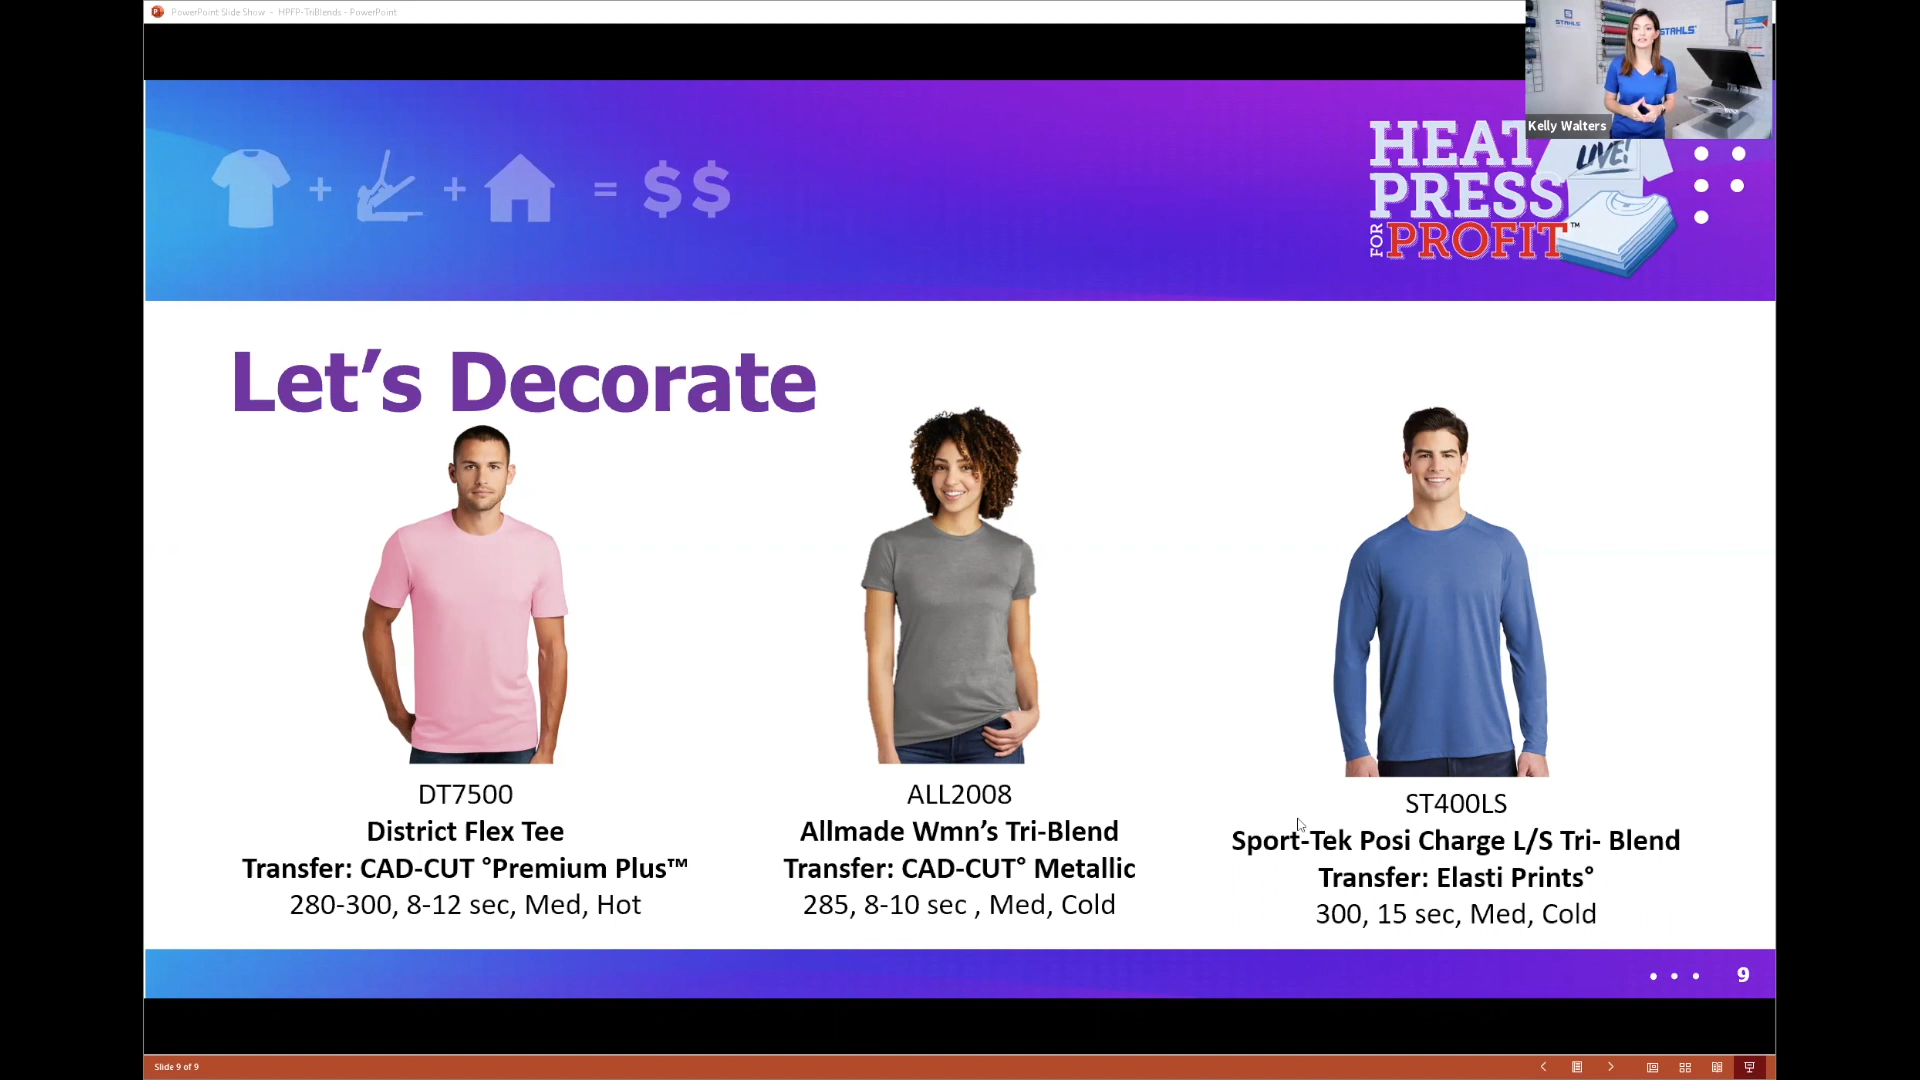 PowerPoint Slide Show - HPFP-TriBlends - PowerPoint
STAHLS'
STAHLS'
Kelly Walters
+ + = $$
HEAT
PRESS
FOR PROFIT™
LIVE!
Let’s Decorate
DT7500
District Flex Tee
Transfer: CAD-CUT °Premium Plus™
280-300, 8-12 sec, Med, Hot
ALL2008
Allmade Wmn’s Tri-Blend
Transfer: CAD-CUT° Metallic
285, 8-10 sec , Med, Cold
ST400LS
Sport-Tek Posi Charge L/S Tri- Blend
Transfer: Elasti Prints°
300, 15 sec, Med, Cold
9
Slide 9 of 9